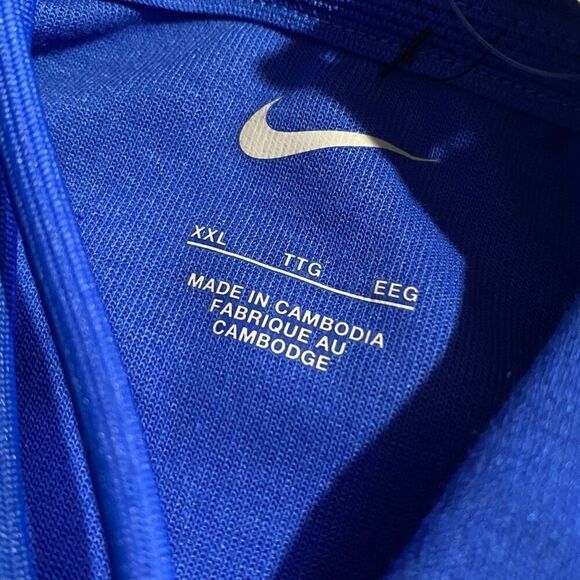 XXL TTG EEG
MADE IN CAMBODIA
FABRIQUE AU
CAMBODGE